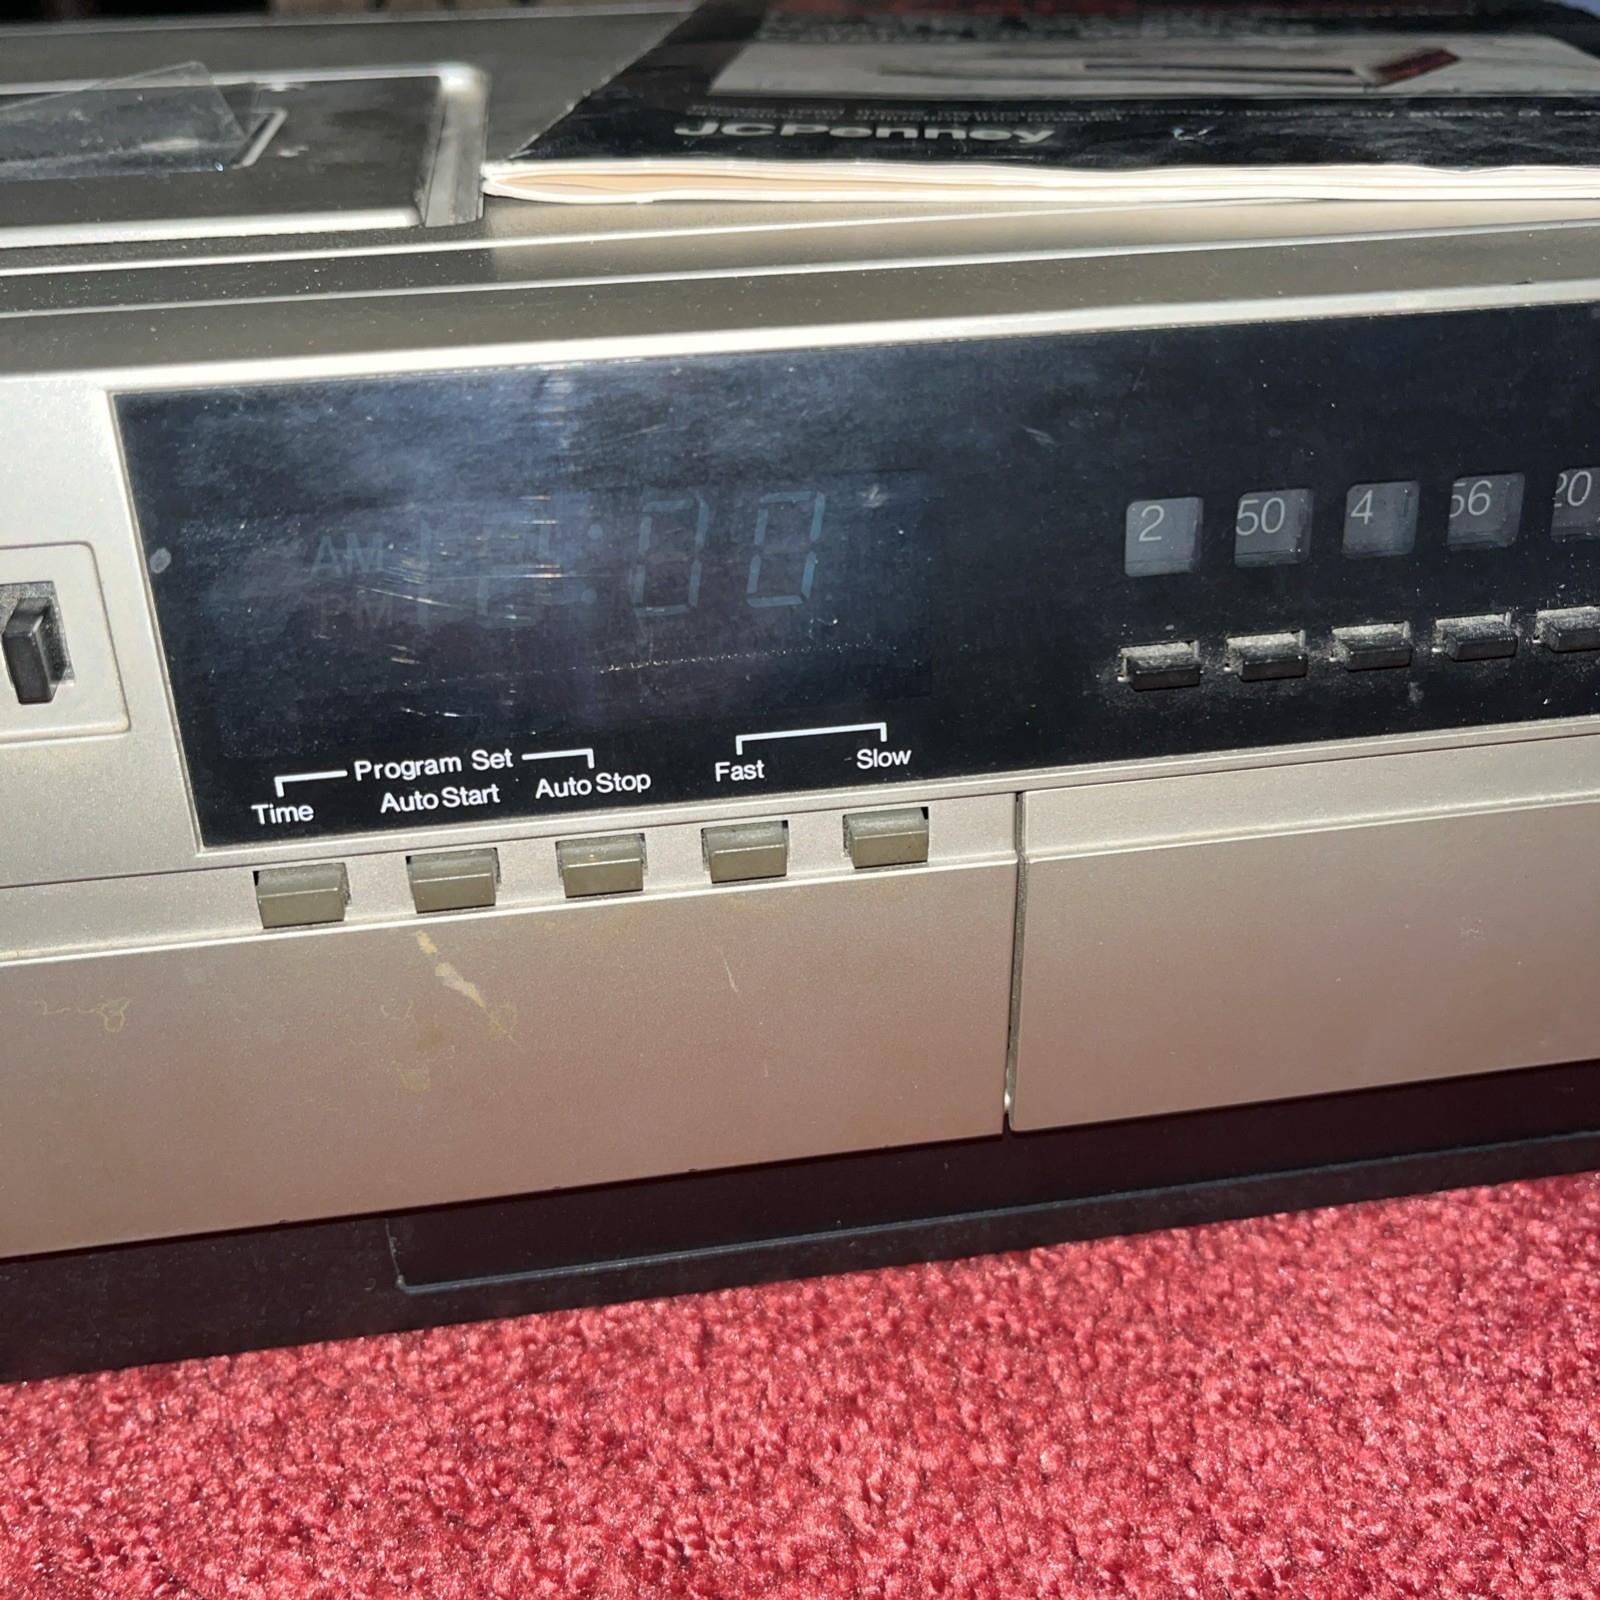 JCPenney
AM 12:00
PM
2 50 4 56 20
Program Set
Time Auto Start Auto Stop Fast Slow